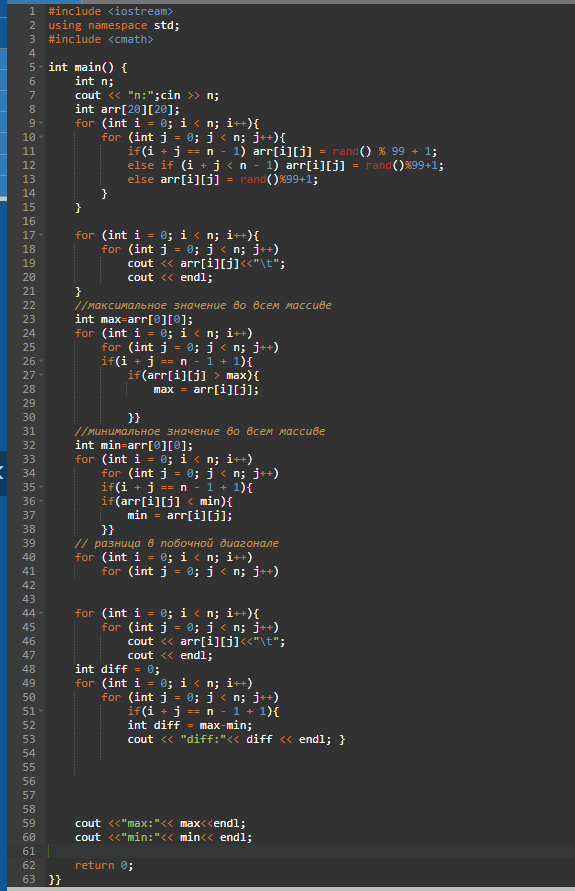 1 #include <iostream>
2 using namespace std;
3 #include <cmath>
4
5 int main() {
6 int n;
7 cout << "n:";cin >> n;
8 int arr[20][20];
9 for (int i = 0; i < n; i++){
10 for (int j = 0; j < n; j++){
11 if(i + j == n - 1) arr[i][j] = rand() % 99 + 1;
12 else if (i + j < n - 1) arr[i][j] = rand()%99+1;
13 else arr[i][j] = rand()%99+1;
14 }
15 }
16
17 for (int i = 0; i < n; i++){
18 for (int j = 0; j < n; j++)
19 cout << arr[i][j]<<"\t";
20 cout << endl;
21 }
22 //максимальное значение во всем массиве
23 int max=arr[0][0];
24 for (int i = 0; i < n; i++)
25 for (int j = 0; j < n; j++)
26 if(i + j == n - 1 + 1){
27 if(arr[i][j] > max){
28 max = arr[i][j];
29
30 }}
31 //минимальное значение во всем массиве
32 int min=arr[0][0];
33 for (int i = 0; i < n; i++)
34 for (int j = 0; j < n; j++)
35 if(i + j == n - 1 + 1){
36 if(arr[i][j] < min){
37 min = arr[i][j];
38 }}
39 // разница в побочной диагонале
40 for (int i = 0; i < n; i++)
41 for (int j = 0; j < n; j++)
42
43
44 for (int i = 0; i < n; i++){
45 for (int j = 0; j < n; j++)
46 cout << arr[i][j]<<"\t";
47 cout << endl;
48 int diff = 0;
49 for (int i = 0; i < n; i++)
50 for (int j = 0; j < n; j++)
51 if(i + j == n - 1 + 1){
52 int diff = max-min;
53 cout << "diff:"<< diff << endl; }
54
55
56
57
58
59 cout <<"max:"<< max<<endl;
60 cout <<"min:"<< min<< endl;
61
62 return 0;
63 }}